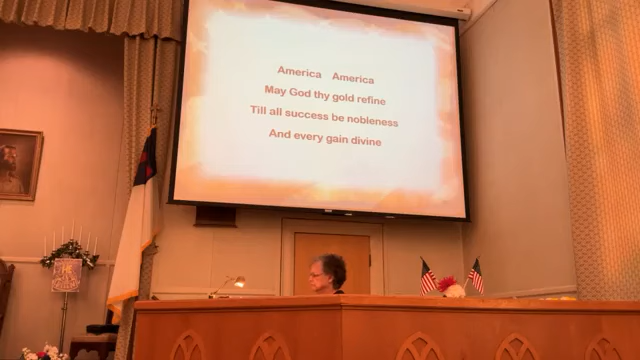 America America
May God thy gold refine
Till all success be nobleness
And every gain divine